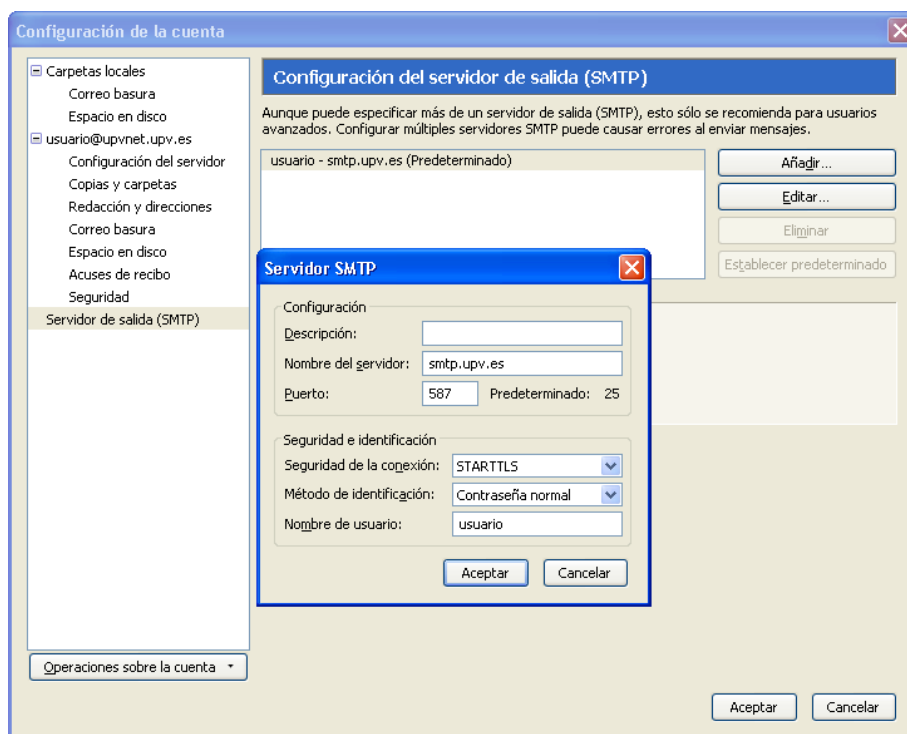 Configuración de la cuenta
Carpetas locales
Correo basura
Espacio en disco
usuario@upvnet.upv.es
Configuración del servidor
Copias y carpetas
Redacción y direcciones
Correo basura
Espacio en disco
Acuses de recibo
Seguridad
Servidor de salida (SMTP)
Operaciones sobre la cuenta
Configuración del servidor de salida (SMTP)
Aunque puede especificar más de un servidor de salida (SMTP), esto sólo se recomienda para usuarios
avanzados. Configurar múltiples servidores SMTP puede causar errores al enviar mensajes.
usuario - smtp.upv.es (Predeterminado)
Añadir...
Editar...
Eliminar
Establecer predeterminado
Servidor SMTP
Configuración
Descripción:
Nombre del servidor: smtp.upv.es
Puerto: 587 Predeterminado: 25
Seguridad e identificación
Seguridad de la conexión: STARTTLS
Método de identificación: Contraseña normal
Nombre de usuario: usuario
Aceptar Cancelar
Aceptar Cancelar